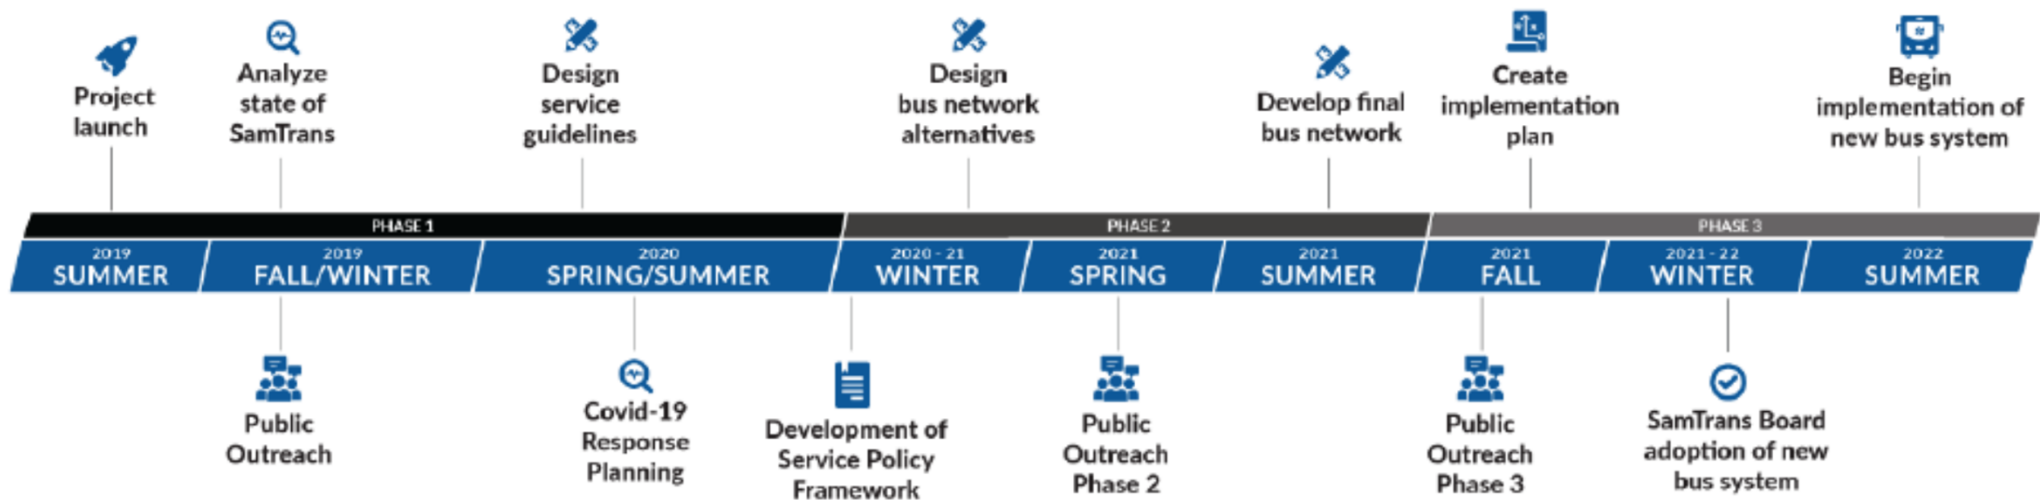 Project
launch
Analyze
state of
SamTrans
Design
service
guidelines
Design
bus network
alternatives
Develop final
bus network
Create
implementation
plan
Begin
implementation of
new bus system
PHASE 1
PHASE 2
PHASE 3
2019
SUMMER
2019
FALL/WINTER
2020
SPRING/SUMMER
2020 - 21
WINTER
2021
SPRING
2021
SUMMER
2021
FALL
2021 - 22
WINTER
2022
SUMMER
Public
Outreach
Covid-19
Response
Planning
Development of
Service Policy
Framework
Public
Outreach
Phase 2
Public
Outreach
Phase 3
SamTrans Board
adoption of new
bus system